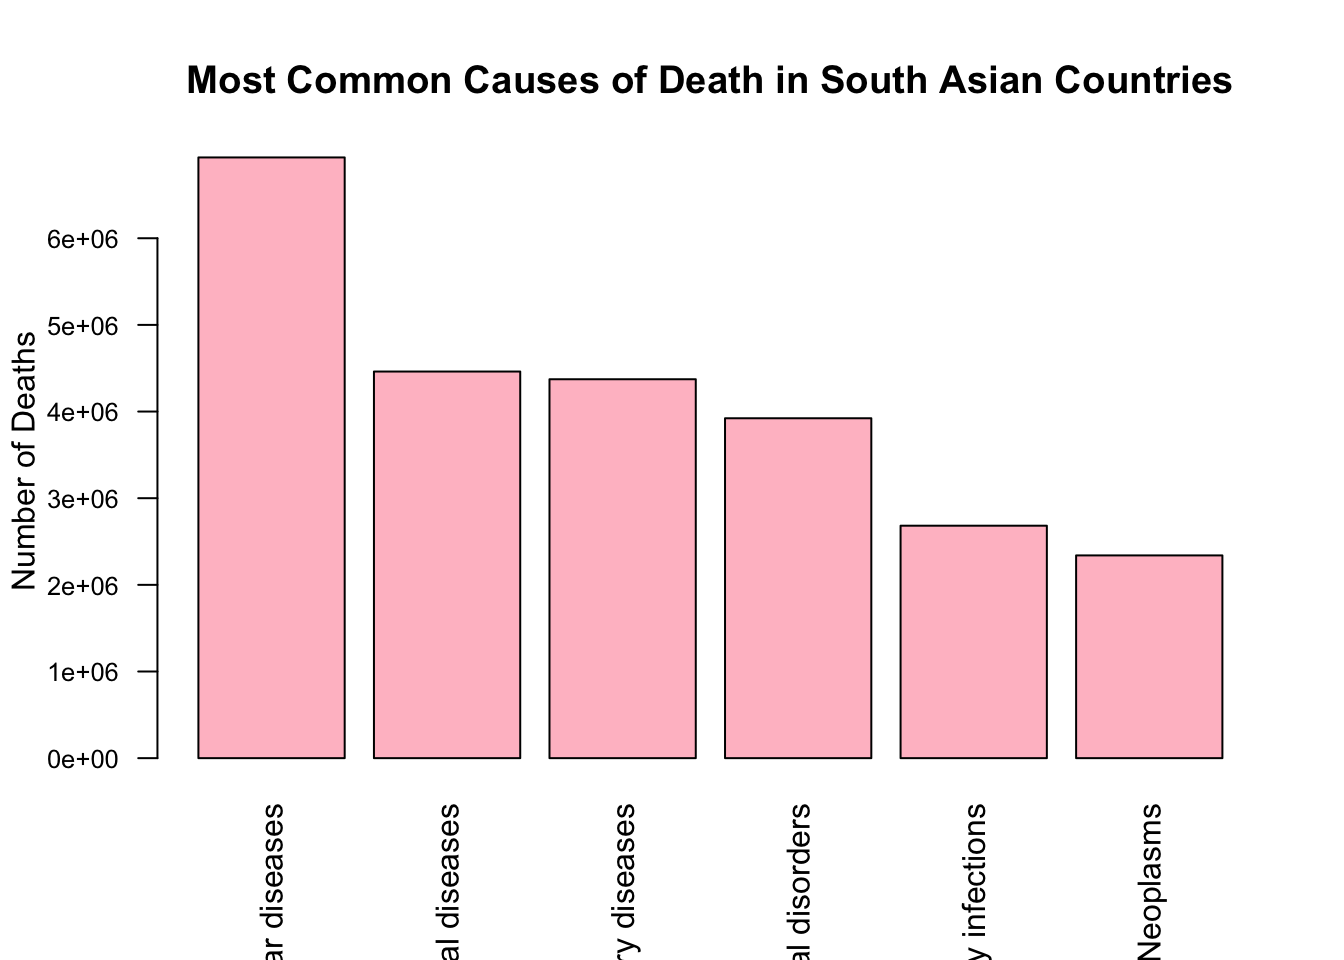 Most Common Causes of Death in South Asian Countries
Number of Deaths
6e+06
5e+06
4e+06
3e+06
2e+06
1e+06
0e+00
ar diseases
al diseases
ry diseases
al disorders
y infections
Neoplasms